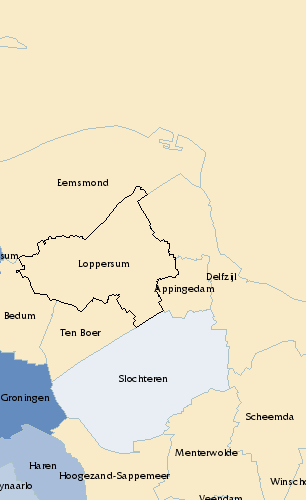 Eemsmond
sum
Loppersum
Delfzijl
Appingedam
Bedum
Ten Boer
Slochteren
Groningen
Scheemda
Menterwolde
Haren
Hoogezand-Sappemeer
ynaarlo
Winscho
Veendam